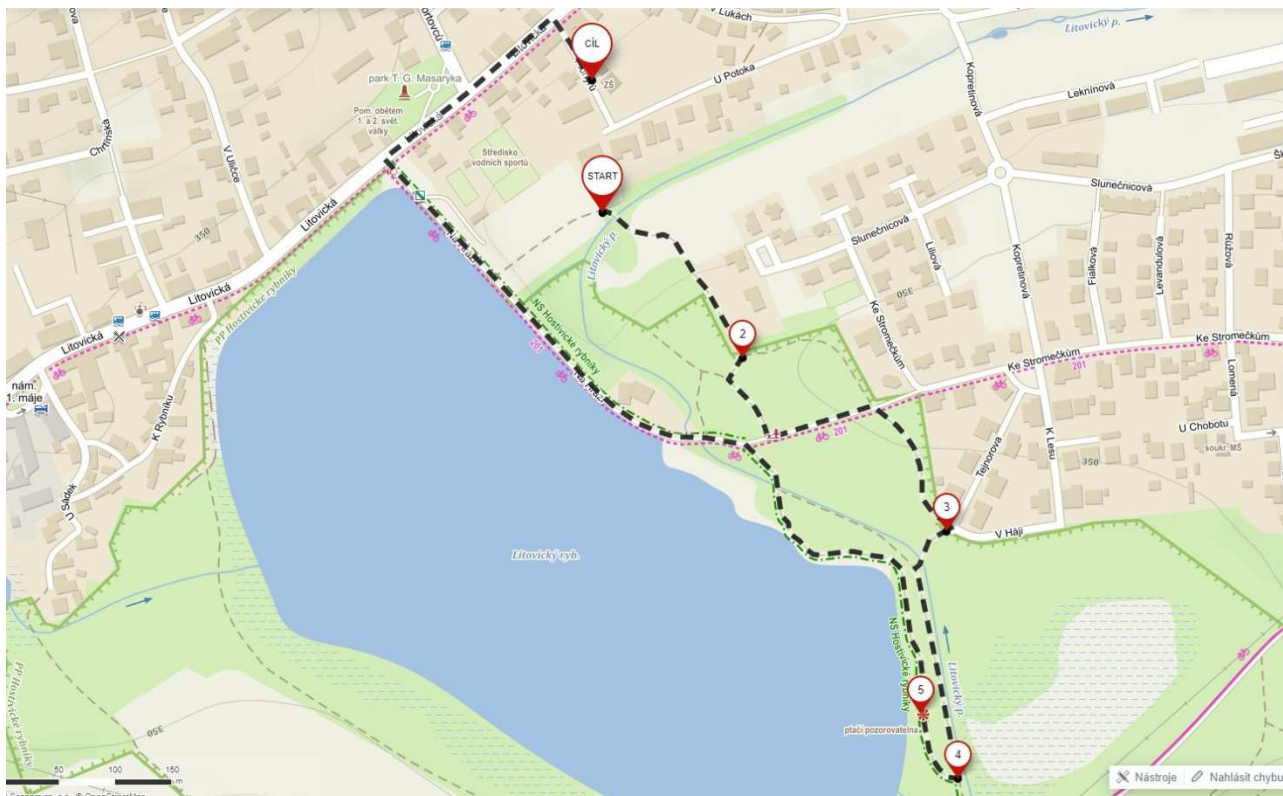 V Lukách
Litovický p.
Litovická
CÍL
ZŠ
U Potoka
Kopretinová
Leknínová
park T. G. Masaryka
Pom. obětem
1. a 2. svět.
války
Chrtínská
V Uličce
Středisko
vodních sportů
START
Slunečnicová
Slunečnicová
Litovická
350
Litovický p.
Liliová
Kopretinová
Fialková
Levandulová
Růžová
350
Litovická
PP Hostivické rybníky
NS Hostivické rybníky
Ke Stromečkům
2
Ke Stromečkům
Ke Stromečkům
201
201
Litovická
nám.
1. máje
K Rybníku
201
Lomená
U Chobotu
soukr. MŠ
Tejnorova
K Lesu
350
U Sádek
3
V Háji
Litovický ryb.
NS Hostivické rybníky
Litovický p.
5
ptačí pozorovatelna
4
PP Hostivické rybníky
350
50 100 150
m
Nástroje
Nahlásit chybu